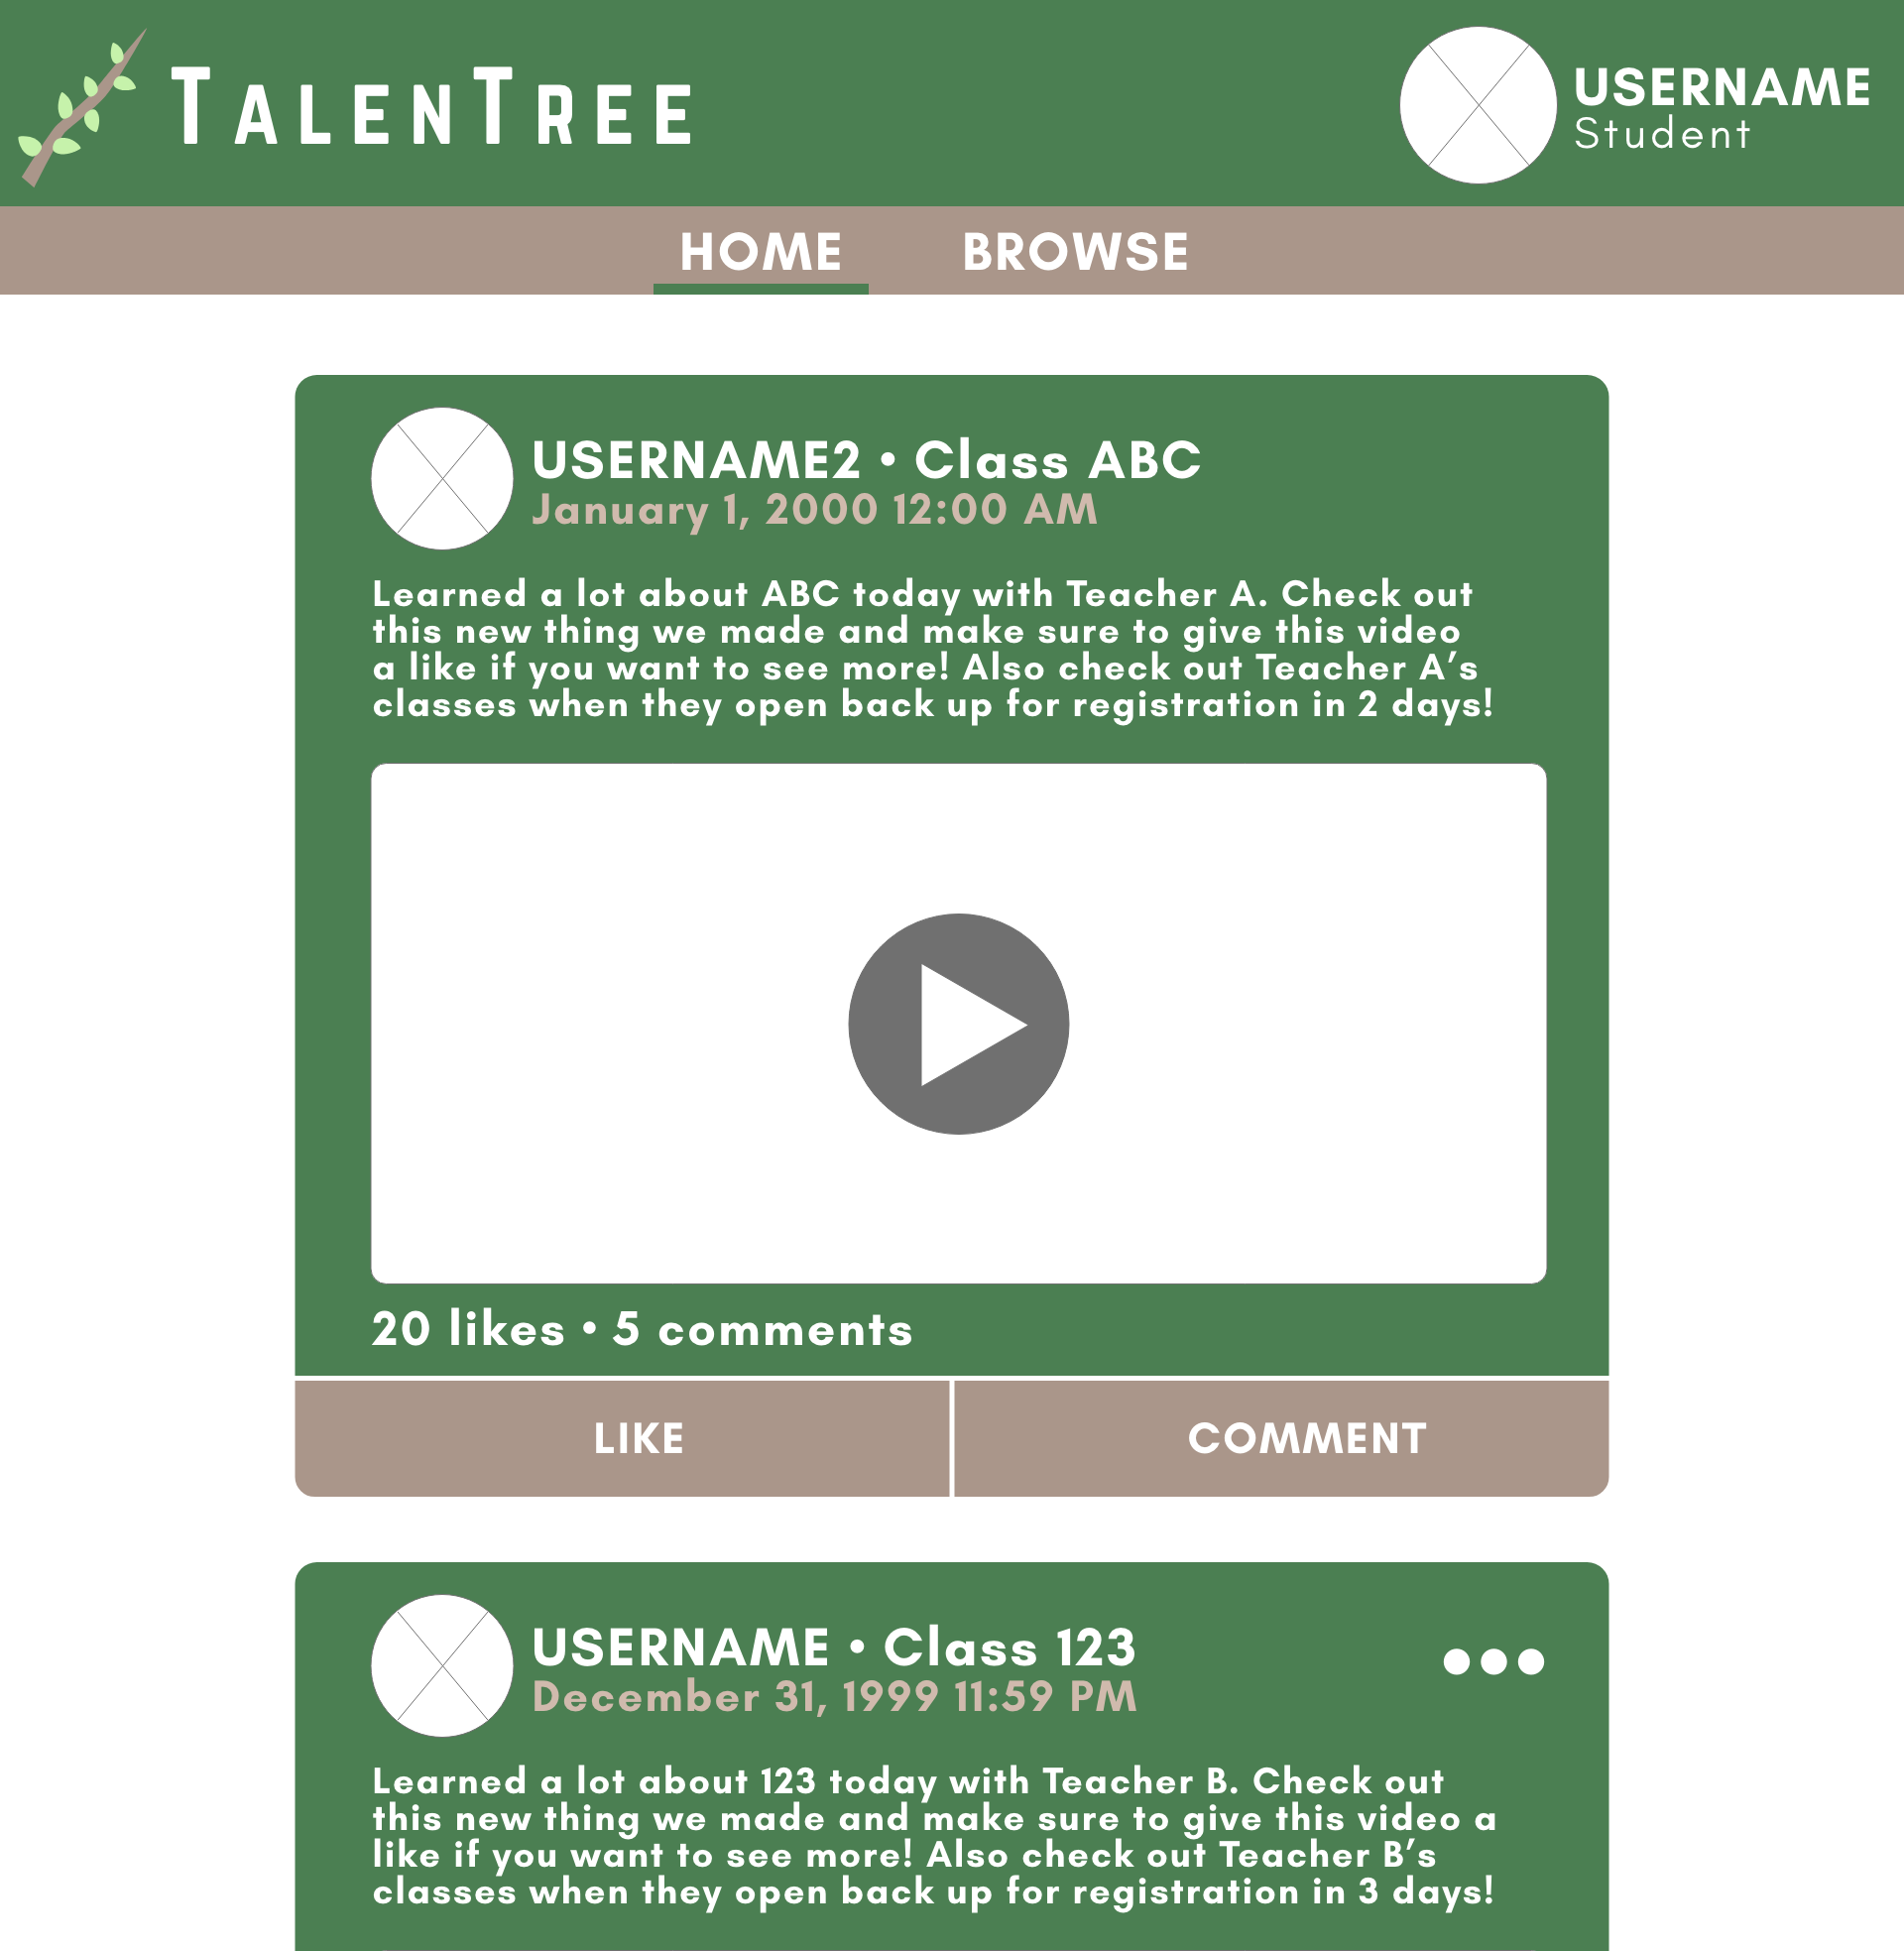 TALENTREE
USERNAME
Student
HOME BROWSE
USERNAME2 • Class ABC
January 1, 2000 12:00 AM
Learned a lot about ABC today with Teacher A. Check out
this new thing we made and make sure to give this video
a like if you want to see more! Also check out Teacher A's
classes when they open back up for registration in 2 days!
20 likes • 5 comments
LIKE COMMENT
USERNAME • Class 123
December 31, 1999 11:59 PM
Learned a lot about 123 today with Teacher B. Check out
this new thing we made and make sure to give this video a
like if you want to see more! Also check out Teacher B's
classes when they open back up for registration in 3 days!